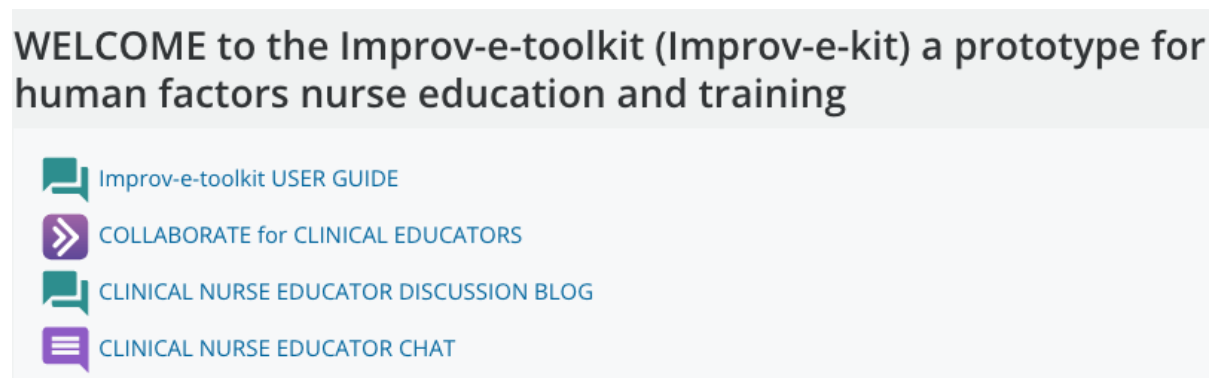 WELCOME to the Improv-e-toolkit (Improv-e-kit) a prototype for
human factors nurse education and training
Improv-e-toolkit USER GUIDE
COLLABORATE for CLINICAL EDUCATORS
CLINICAL NURSE EDUCATOR DISCUSSION BLOG
CLINICAL NURSE EDUCATOR CHAT